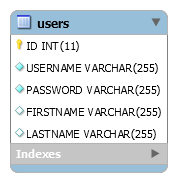 users
ID INT(11)
USERNAME VARCHAR(255)
PASSWORD VARCHAR(255)
FIRSTNAME VARCHAR(255)
LASTNAME VARCHAR(255)
Indexes